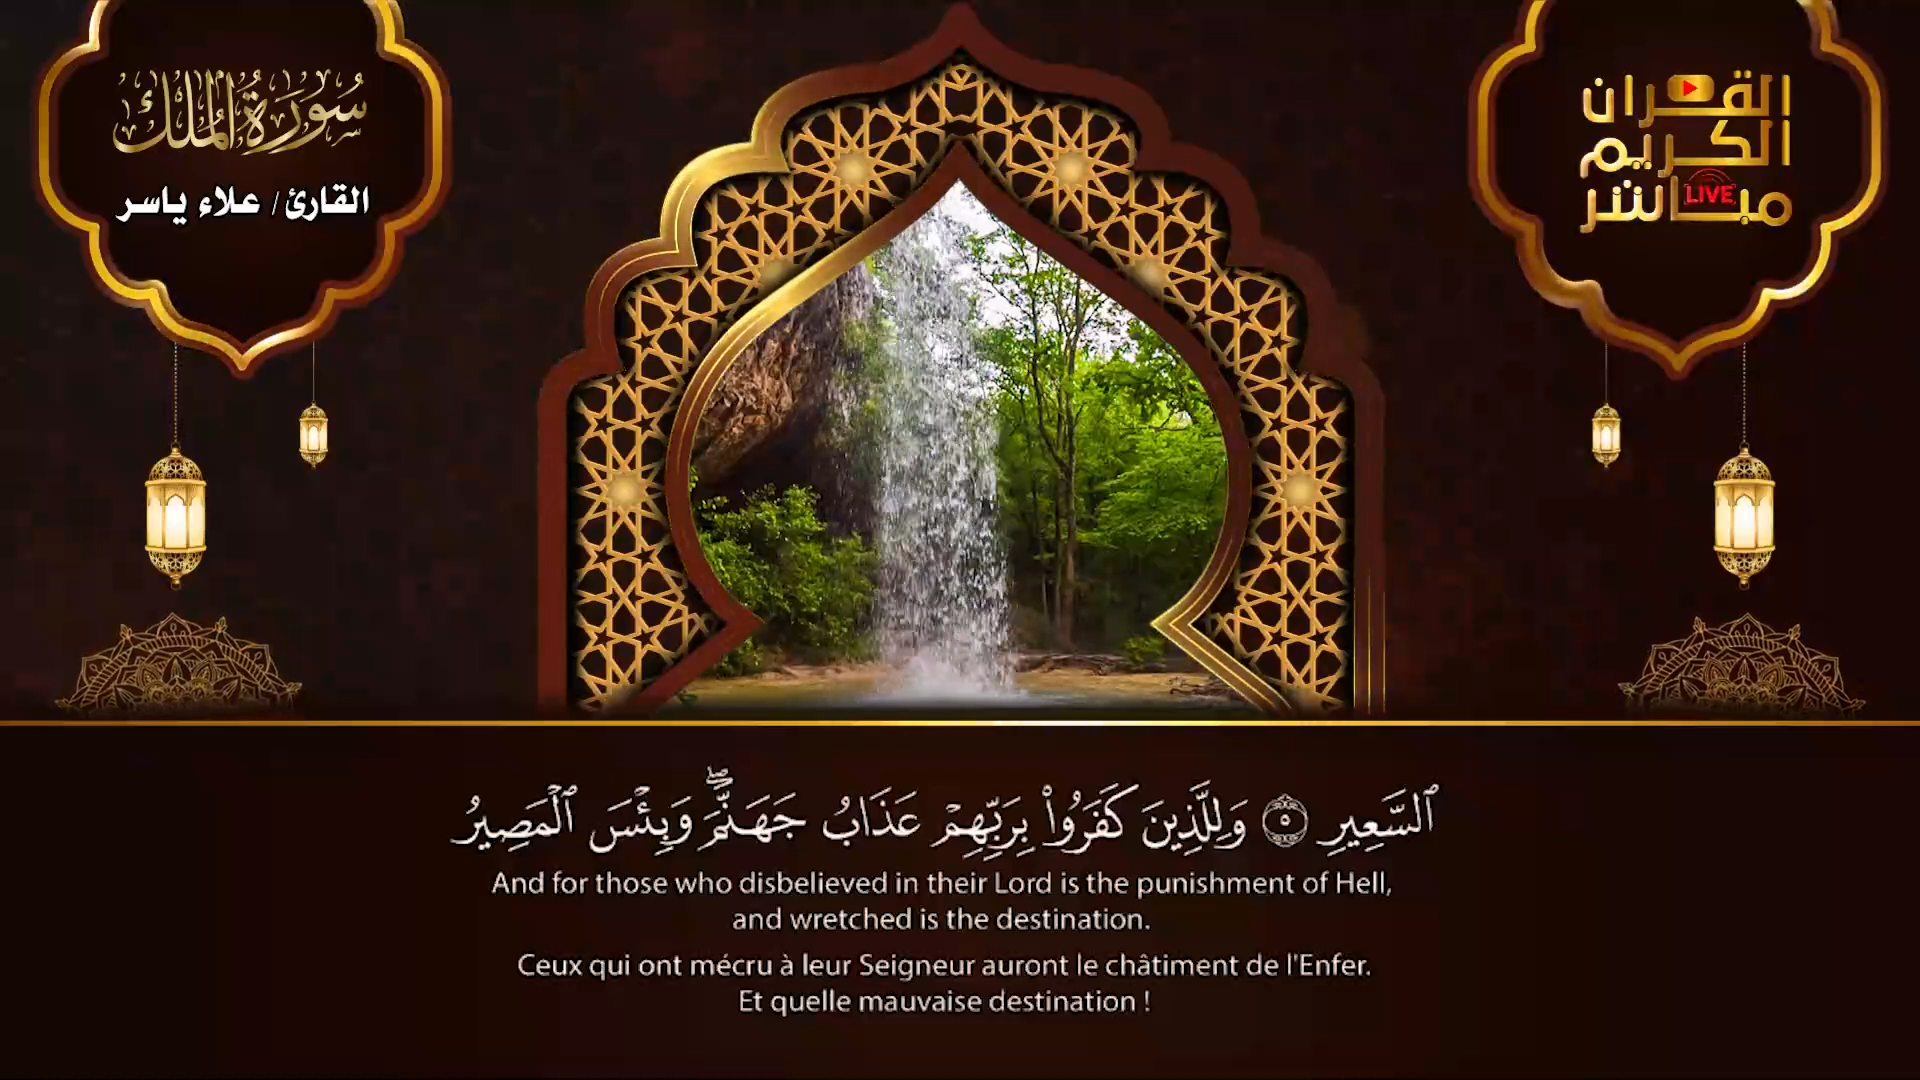 سُورَةُ المُلك
القارئ/ علاء ياسر
القرآن
الكريم
مباشر
LIVE
ٱلسَّعِيرِ ٥ وَلِلَّذِينَ كَفَرُوا۟ بِرَبِّهِمْ عَذَابُ جَهَنَّمَ ۖ وَبِئْسَ ٱلْمَصِيرُ
And for those who disbelieved in their Lord is the punishment of Hell,
and wretched is the destination.
Ceux qui ont mécru à leur Seigneur auront le châtiment de l'Enfer.
Et quelle mauvaise destination !